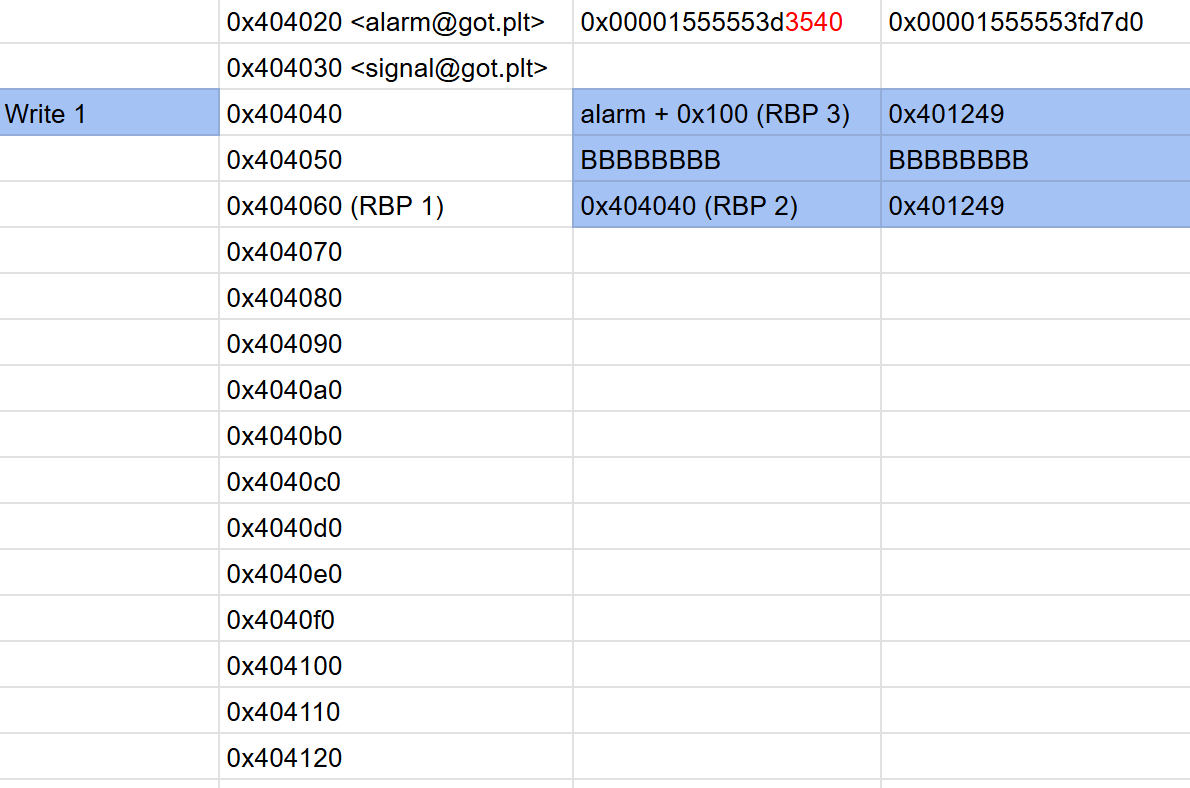 0x404020 <alarm@got.plt> 0x00001555553d3540 0x00001555553fd7d0
0x404030 <signal@got.plt>
Write 1 0x404040 alarm + 0x100 (RBP 3) 0x401249
0x404050 BBBBBBBB BBBBBBBB
0x404060 (RBP 1) 0x404040 (RBP 2) 0x401249
0x404070
0x404080
0x404090
0x4040a0
0x4040b0
0x4040c0
0x4040d0
0x4040e0
0x4040f0
0x404100
0x404110
0x404120